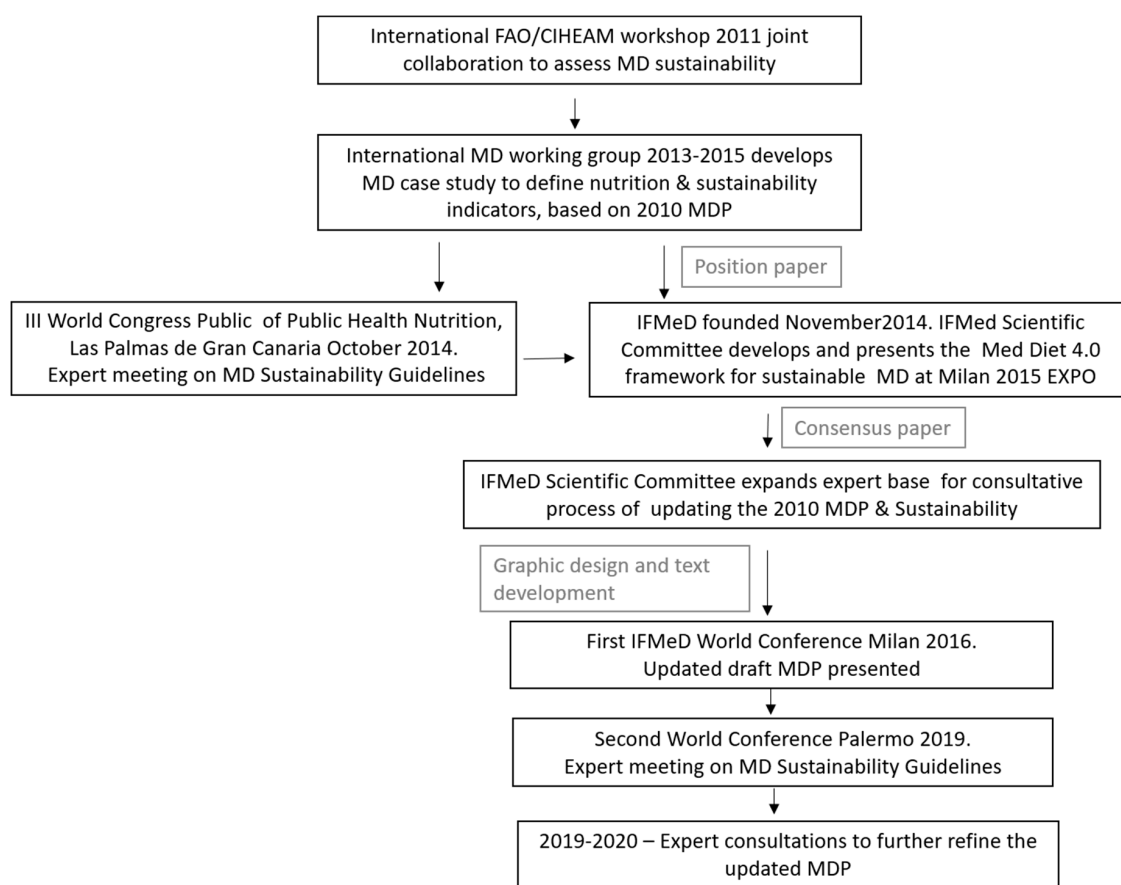 International FAO/CIHEAM workshop 2011 joint
collaboration to assess MD sustainability
International MD working group 2013-2015 develops
MD case study to define nutrition & sustainability
indicators, based on 2010 MDP
Position paper
III World Congress Public  of Public Health Nutrition,
Las Palmas de Gran Canaria October 2014.
Expert meeting on MD Sustainability Guidelines
IFMeD founded November2014. IFMed Scientific
Committee develops and presents the  Med Diet 4.0
framework for sustainable  MD at Milan 2015 EXPO
Consensus paper
IFMeD Scientific Committee expands expert base  for consultative
process of  updating the 2010 MDP & Sustainability
Graphic design and text
development
First IFMeD World Conference Milan 2016.
Updated draft MDP presented
Second World Conference Palermo 2019.
Expert meeting on MD Sustainability Guidelines
2019-2020 – Expert consultations to further refine the
updated MDP